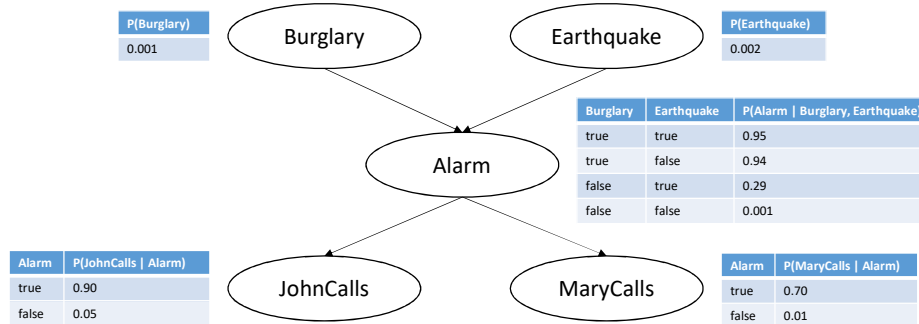 P(Burglary)
0.001
Burglary
Earthquake
P(Earthquake)
0.002
Burglary Earthquake P(Alarm | Burglary, Earthquake)
true true 0.95
true false 0.94
false true 0.29
false false 0.001
Alarm
Alarm P(JohnCalls | Alarm)
true 0.90
false 0.05
JohnCalls
MaryCalls
Alarm P(MaryCalls | Alarm)
true 0.70
false 0.01